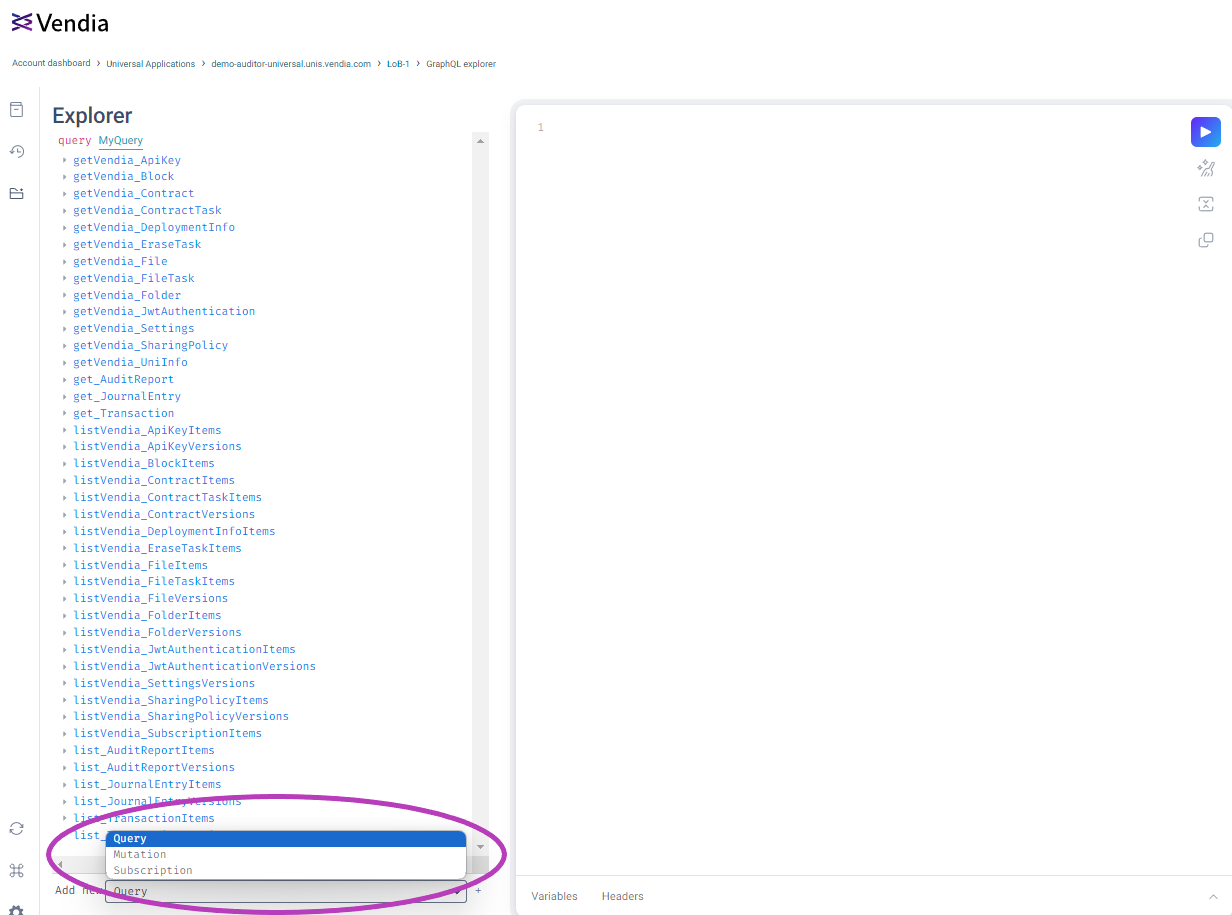 Vendia
Account dashboard > Universal Applications > demo-auditor-universal.unis.vendia.com > LoB-1 > GraphQL explorer
Explorer
query MyQuery
getVendia_ApiKey
getVendia_Block
getVendia_Contract
getVendia_ContractTask
getVendia_DeploymentInfo
getVendia_EraseTask
getVendia_File
getVendia_FileTask
getVendia_Folder
getVendia_JwtAuthentication
getVendia_Settings
getVendia_SharingPolicy
getVendia_UniInfo
get_AuditReport
get_JournalEntry
get_Transaction
listVendia_ApiKeyItems
listVendia_ApiKeyVersions
listVendia_BlockItems
listVendia_ContractItems
listVendia_ContractTaskItems
listVendia_ContractVersions
listVendia_DeploymentInfoItems
listVendia_EraseTaskItems
listVendia_FileItems
listVendia_FileTaskItems
listVendia_FileVersions
listVendia_FolderItems
listVendia_FolderVersions
listVendia_JwtAuthenticationItems
listVendia_JwtAuthenticationVersions
listVendia_SettingsVersions
listVendia_SharingPolicyItems
listVendia_SharingPolicyVersions
listVendia_SubscriptionItems
list_AuditReportItems
list_AuditReportVersions
list_JournalEntryItems
list_JournalEntryVersions
list_TransactionItems
Query
Mutation
Subscription
Add new Query +
1
Variables Headers